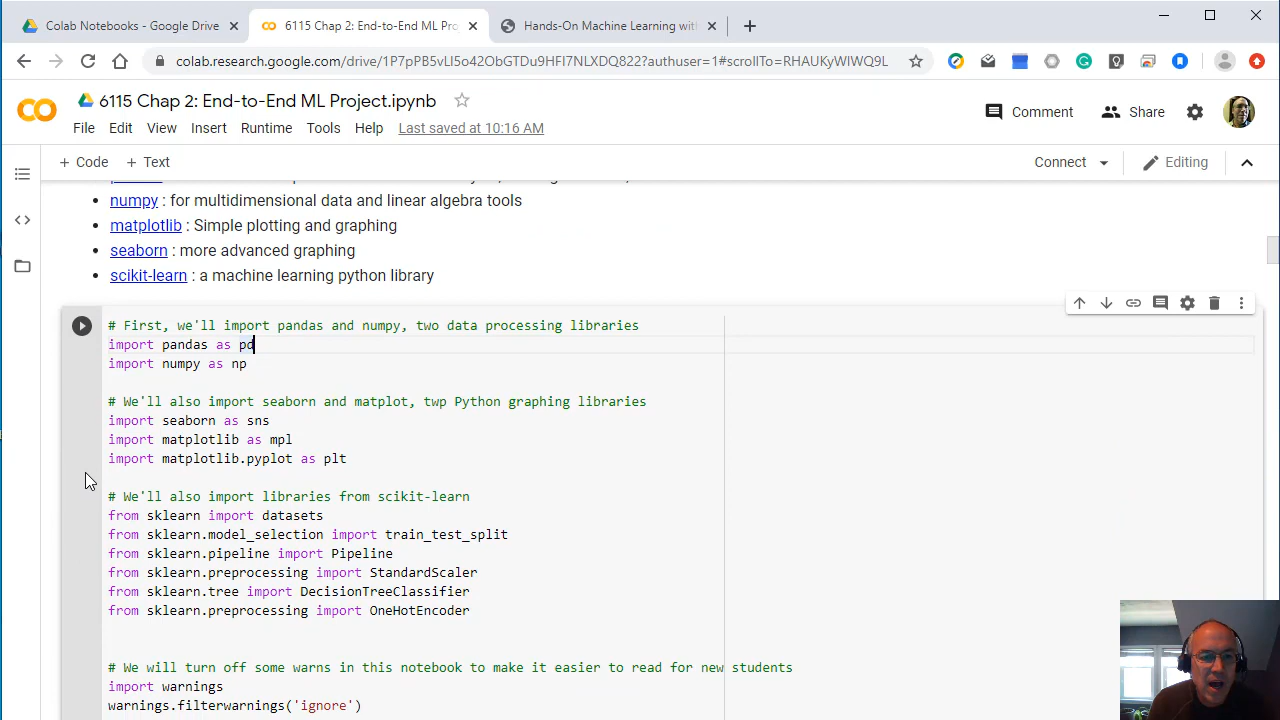 Colab Notebooks - Google Drive
6115 Chap 2: End-to-End ML Pro
Hands-On Machine Learning with
colab.research.google.com/drive/1P7pPB5vLI5o42ObGTDu9HFI7NLXDQ822?authuser=1#scrollTo=RHAUKyWIWQ9L
6115 Chap 2: End-to-End ML Project.ipynb
Comment
Share
File Edit View Insert Runtime Tools Help Last saved at 10:16 AM
+ Code + Text
Connect
Editing
numpy : for multidimensional data and linear algebra tools
matplotlib : Simple plotting and graphing
seaborn : more advanced graphing
scikit-learn : a machine learning python library
# First, we'll import pandas and numpy, two data processing libraries
import pandas as pd
import numpy as np
# We'll also import seaborn and matplot, twp Python graphing libraries
import seaborn as sns
import matplotlib as mpl
import matplotlib.pyplot as plt
# We'll also import libraries from scikit-learn
from sklearn import datasets
from sklearn.model_selection import train_test_split
from sklearn.pipeline import Pipeline
from sklearn.preprocessing import StandardScaler
from sklearn.tree import DecisionTreeClassifier
from sklearn.preprocessing import OneHotEncoder
# We will turn off some warns in this notebook to make it easier to read for new students
import warnings
warnings.filterwarnings('ignore')